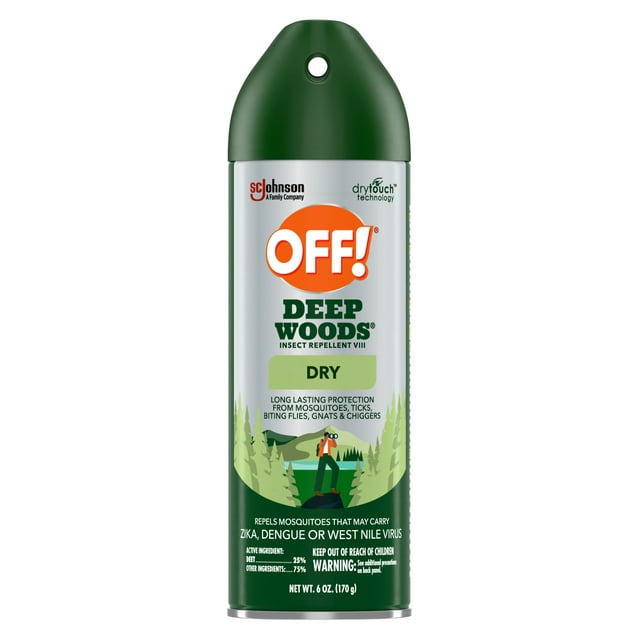 SC Johnson
A Family Company
drytouch™
technology
OFF!®
DEEP
WOODS®
INSECT REPELLENT VIII
DRY
LONG LASTING PROTECTION
FROM MOSQUITOES, TICKS,
BITING FLIES, GNATS & CHIGGERS
REPELS MOSQUITOES THAT MAY CARRY
ZIKA, DENGUE OR WEST NILE VIRUS
ACTIVE INGREDIENT:
DEET 25%
OTHER INGREDIENTS: 75%
KEEP OUT OF REACH OF CHILDREN
WARNING: See additional precautions
on back panel.
NET WT. 6 OZ. (170 g)